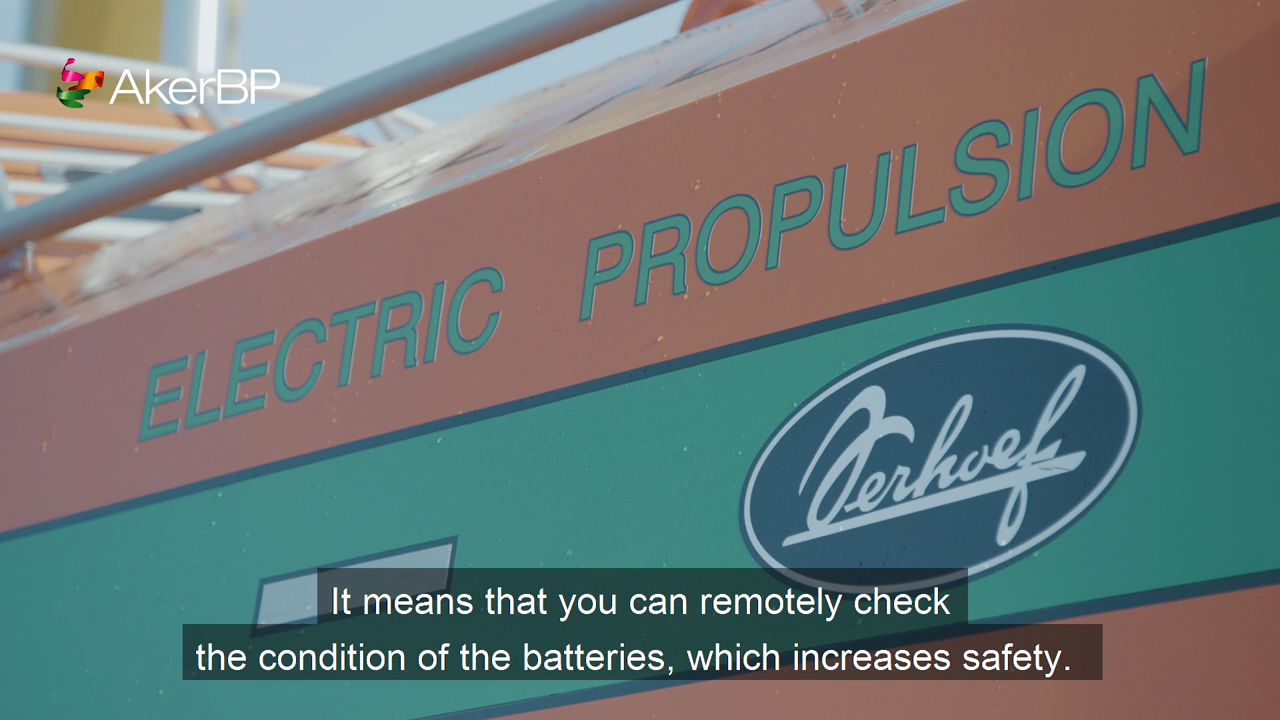 AkerBP
ELECTRIC PROPULSION
Verhoef
It means that you can remotely check
the condition of the batteries, which increases safety.